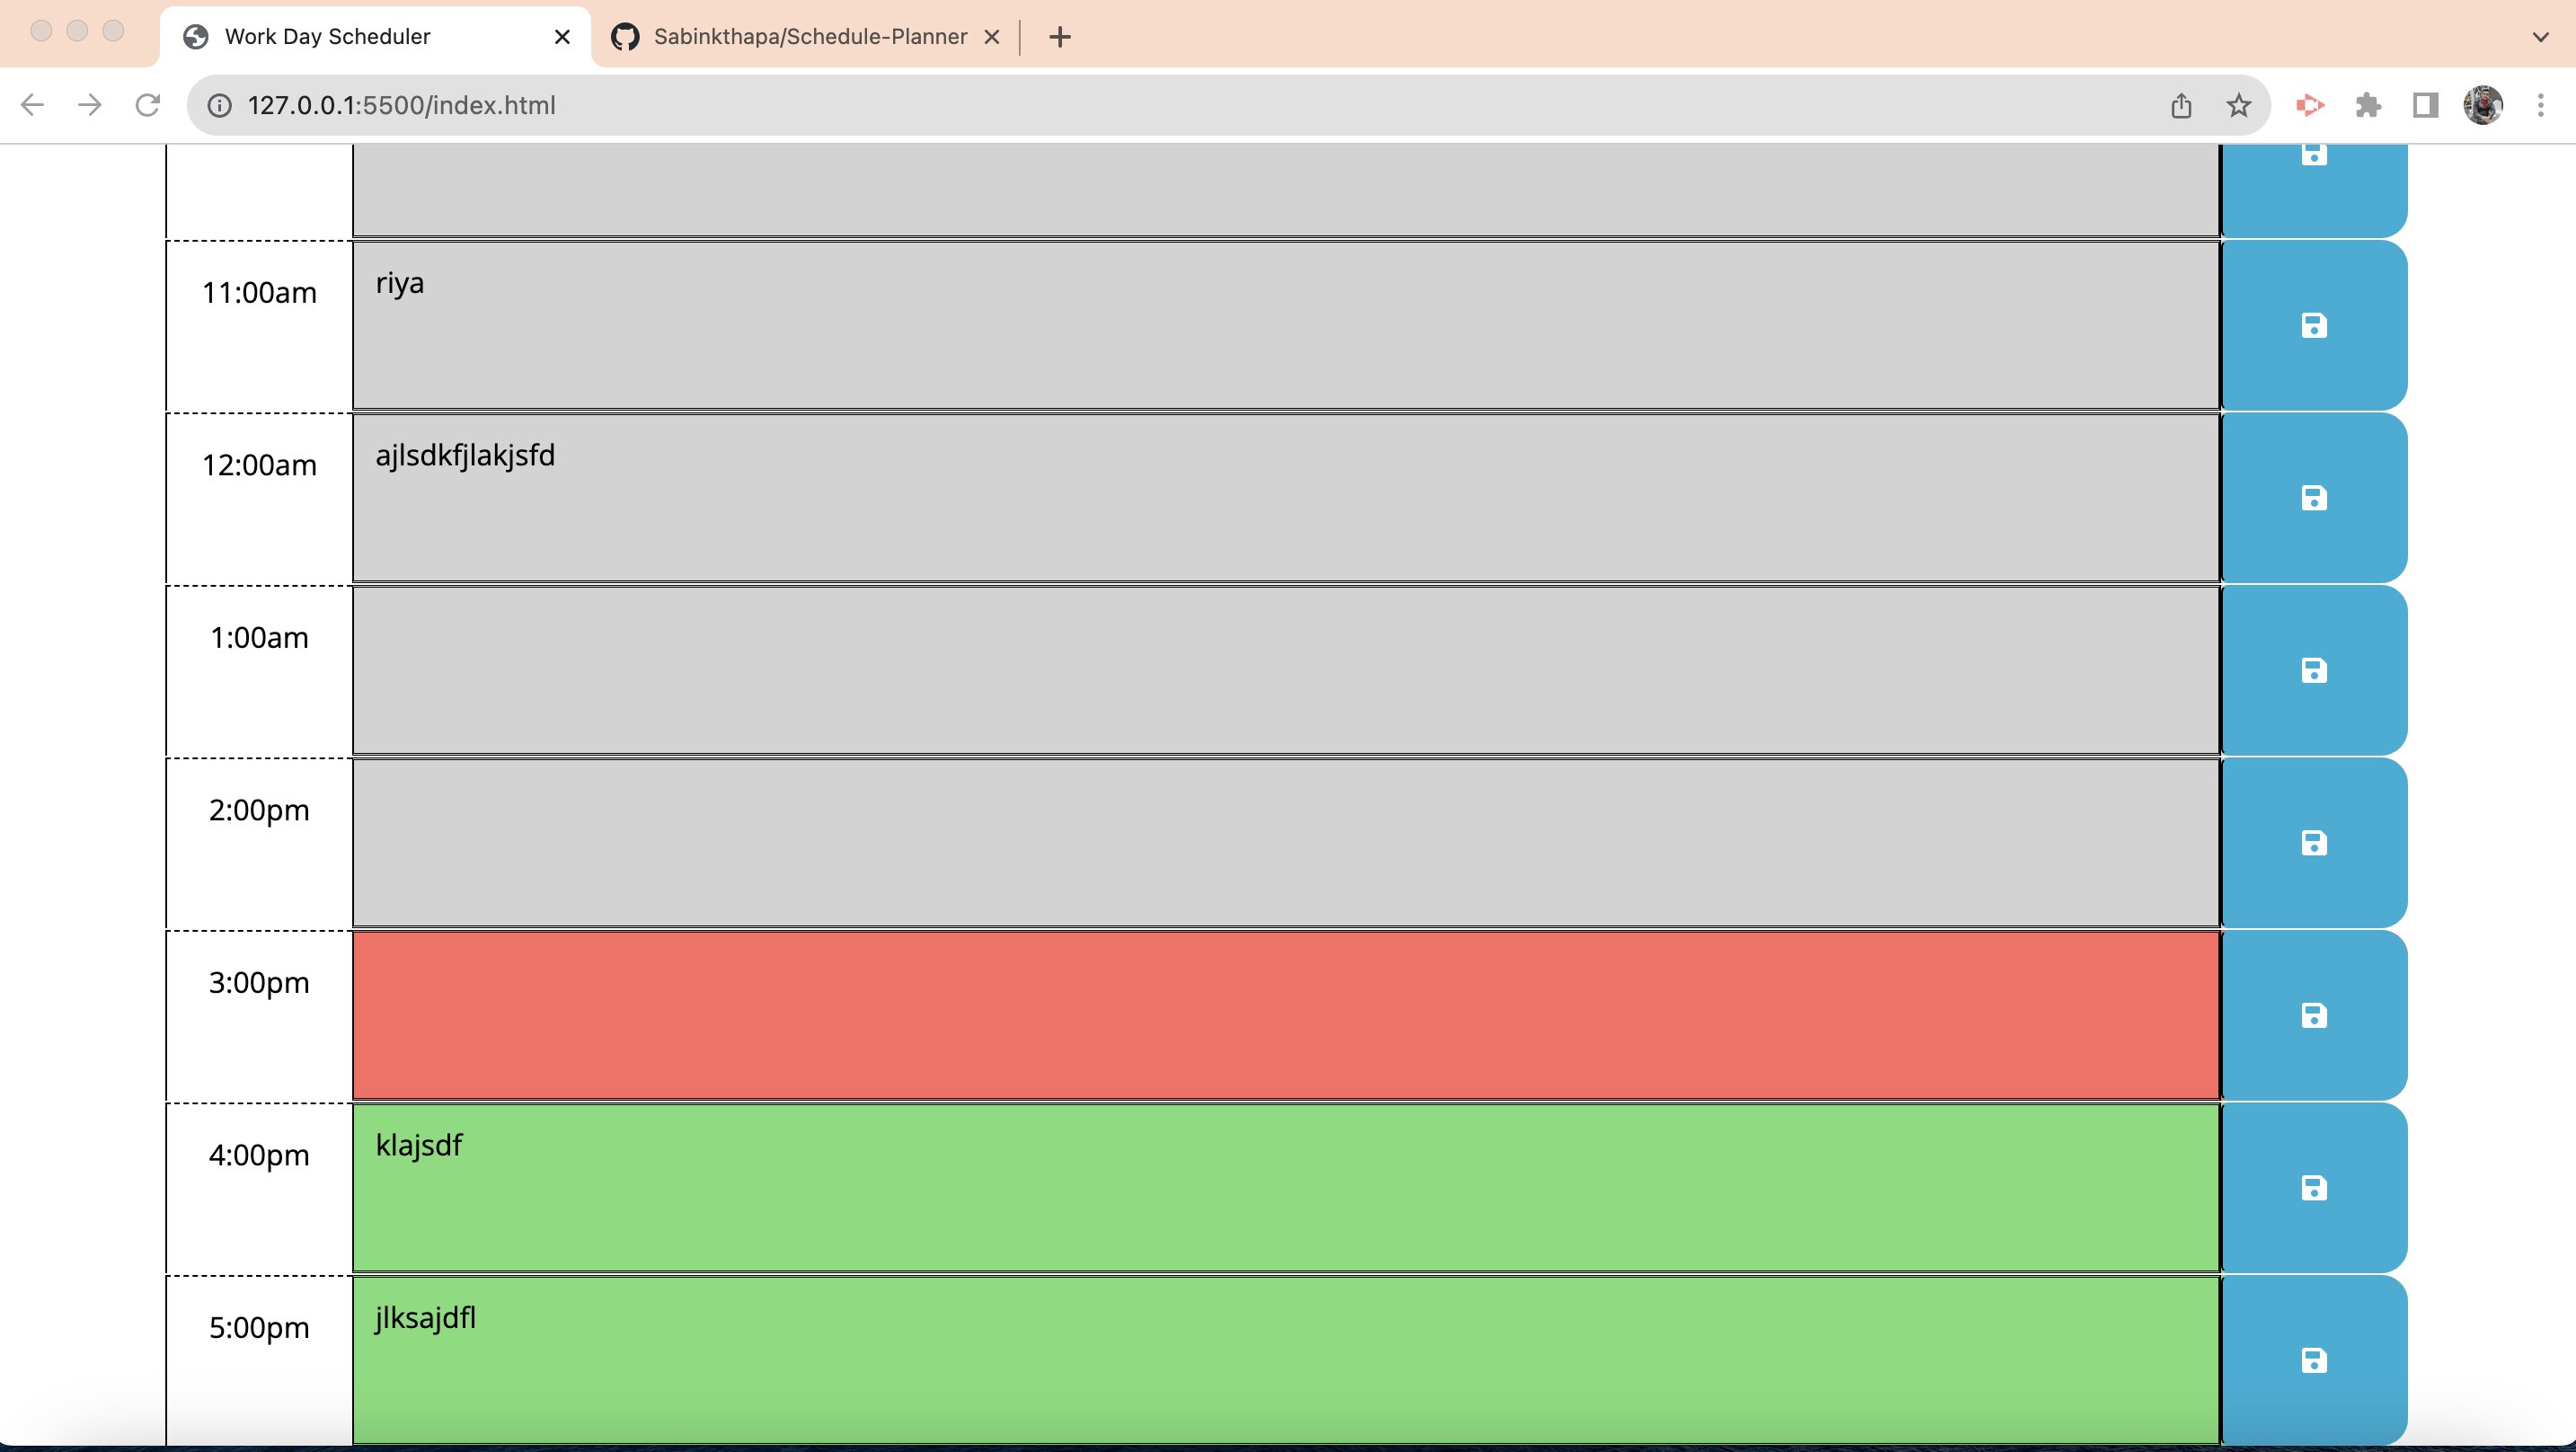 Work Day Scheduler
Sabinkthapa/Schedule-Planner
127.0.0.1:5500/index.html
11:00am
riya
12:00am
ajlsdkfjlakjsfd
1:00am
2:00pm
3:00pm
4:00pm
klajsdf
5:00pm
jlksajdfl